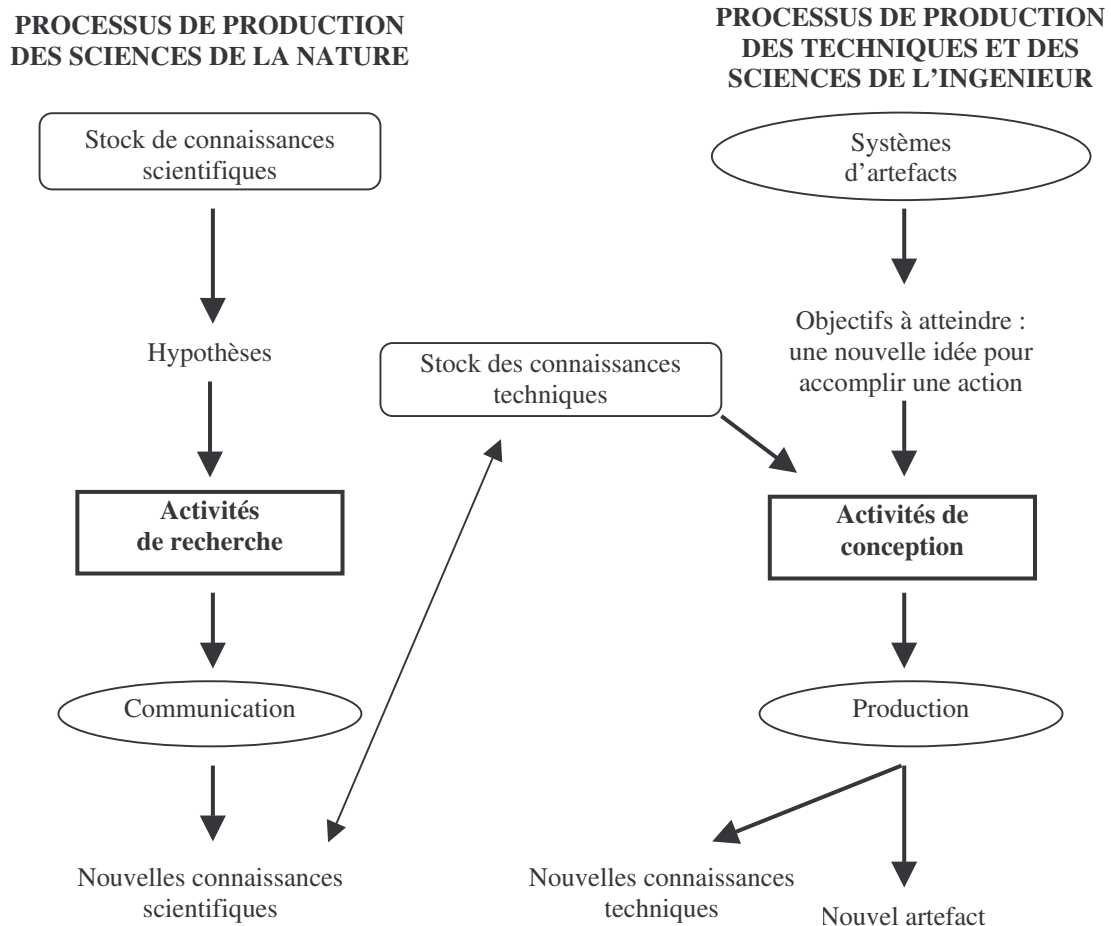 PROCESSUS DE PRODUCTION
DES SCIENCES DE LA NATURE
PROCESSUS DE PRODUCTION
DES TECHNIQUES ET DES
SCIENCES DE L’INGENIEUR
Stock de connaissances
scientifiques
Systèmes
d’artefacts
Hypothèses
Stock des connaissances
techniques
Objectifs à atteindre :
une nouvelle idée pour
accomplir une action
Activités
de recherche
Activités de
conception
Communication
Production
Nouvelles connaissances
scientifiques
Nouvelles connaissances
techniques
Nouvel artefact